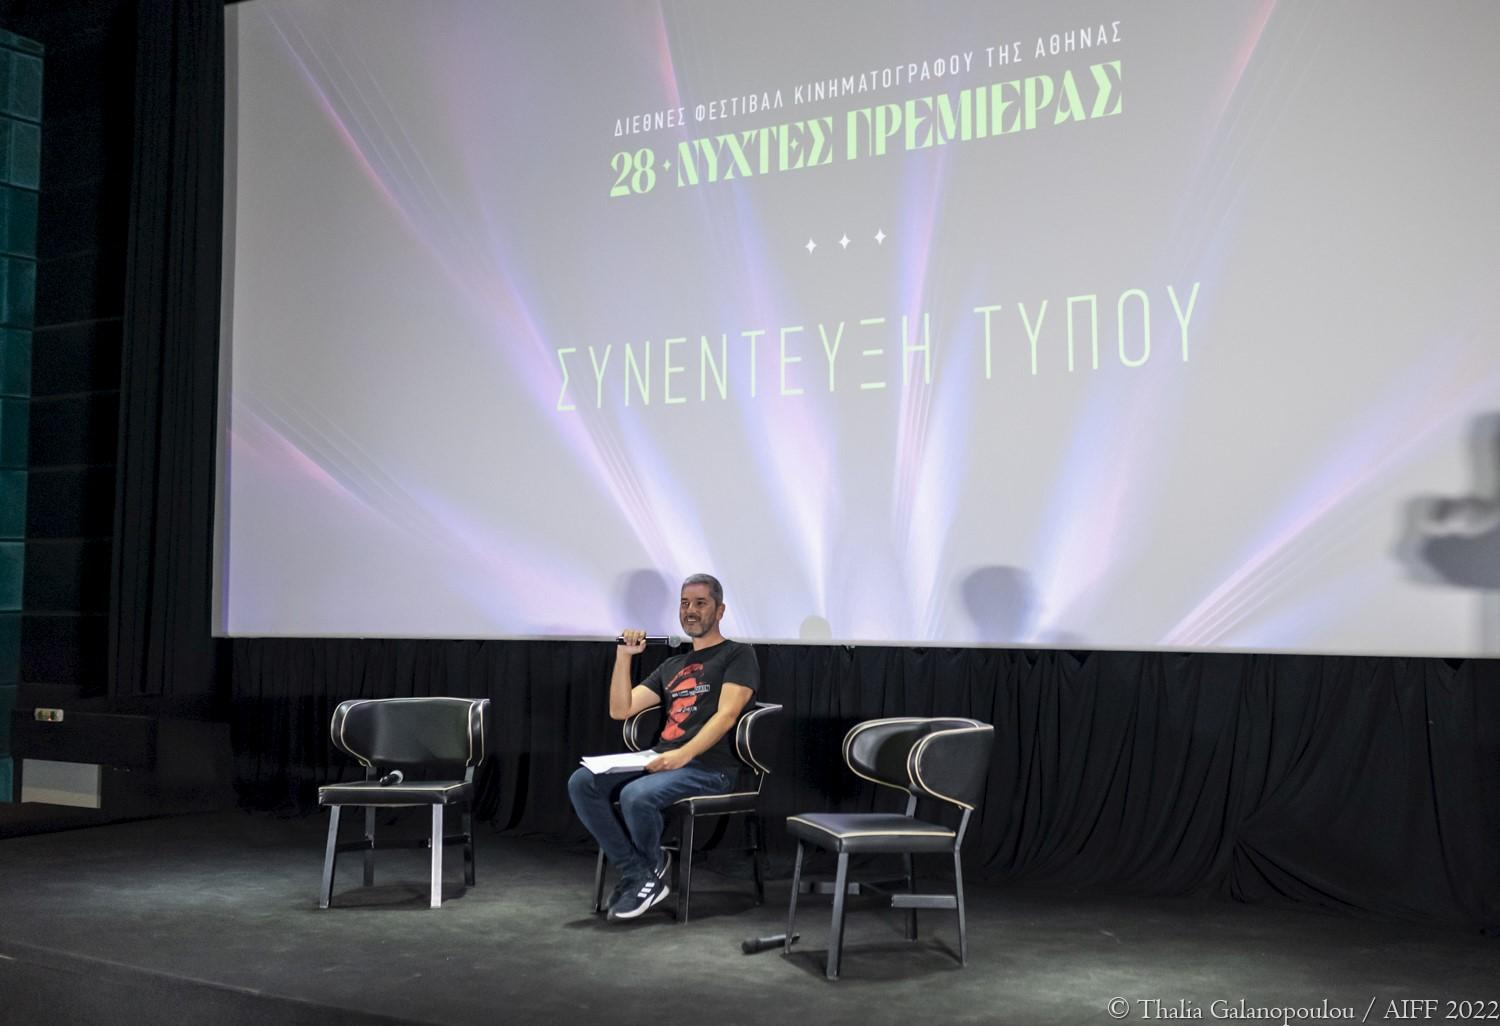 ΔΙΕΘΝΕΣ ΦΕΣΤΙΒΑΛ ΚΙΝΗΜΑΤΟΓΡΑΦΟΥ ΤΗΣ ΑΘΗΝΑΣ
28 ΝΥΧΤΕΣ ΠΡΕΜΙΕΡΑΣ
ΣΥΝΕΝΤΕΥΞΗ ΤΥΠΟΥ
© Thalia Galanopoulou / AIFF 2022